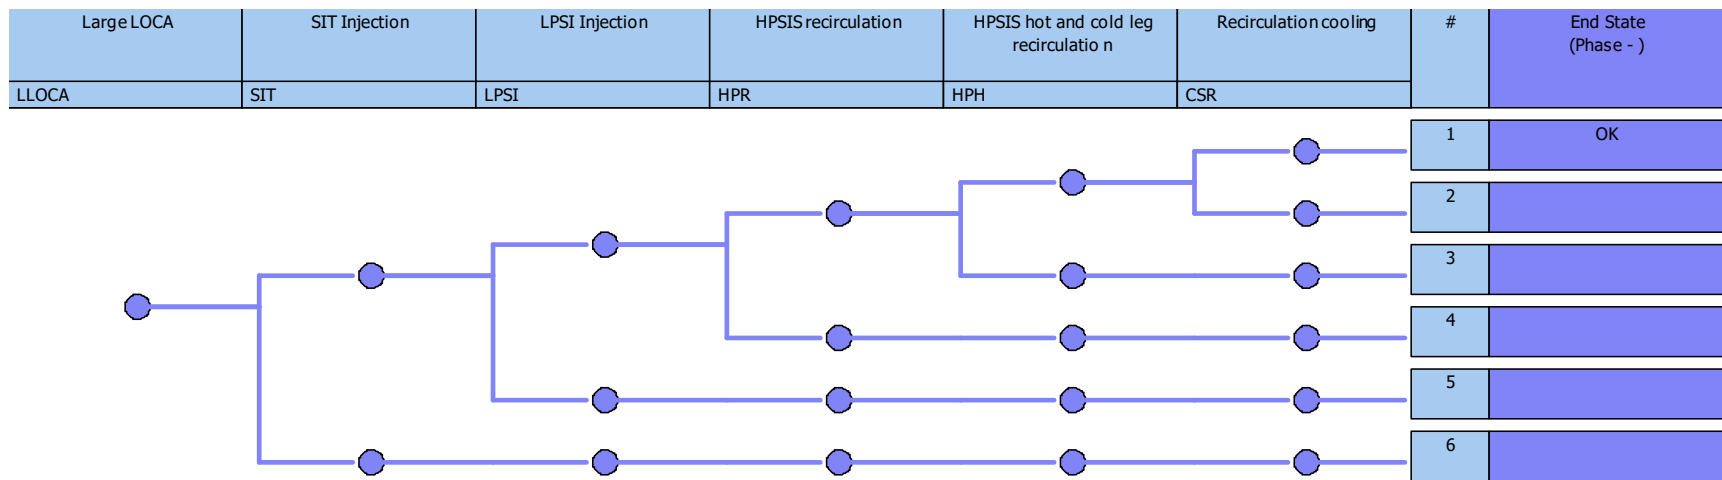 Large LOCA
SIT Injection
LPSI Injection
HPSIS recirculation
HPSIS hot and cold leg
recirculatio n
Recirculation cooling
#
End State
(Phase - )
LLOCA
SIT
LPSI
HPR
HPH
CSR
1
OK
2
3
4
5
6